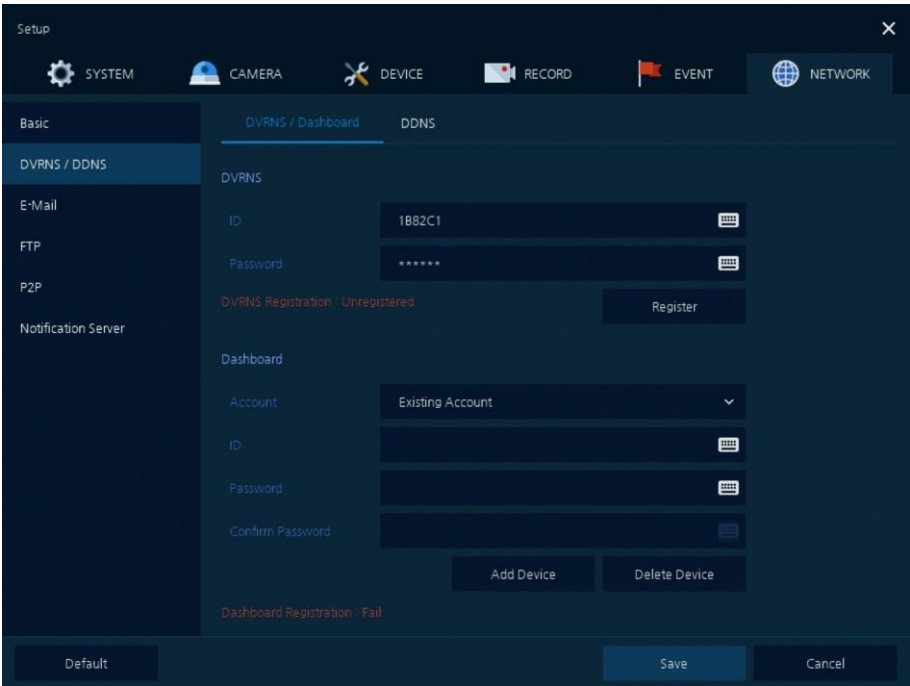 Setup
SYSTEM CAMERA DEVICE RECORD EVENT NETWORK
Basic
DVRNS / DDNS
E-Mail
FTP
P2P
Notification Server
DVRNS / Dashboard DDNS
DVRNS
ID 1B82C1
Password ******
DVRNS Registration : Unregistered Register
Dashboard
Account Existing Account
ID
Password
Confirm Password
Add Device Delete Device
Dashboard Registration : Fail
Default Save Cancel